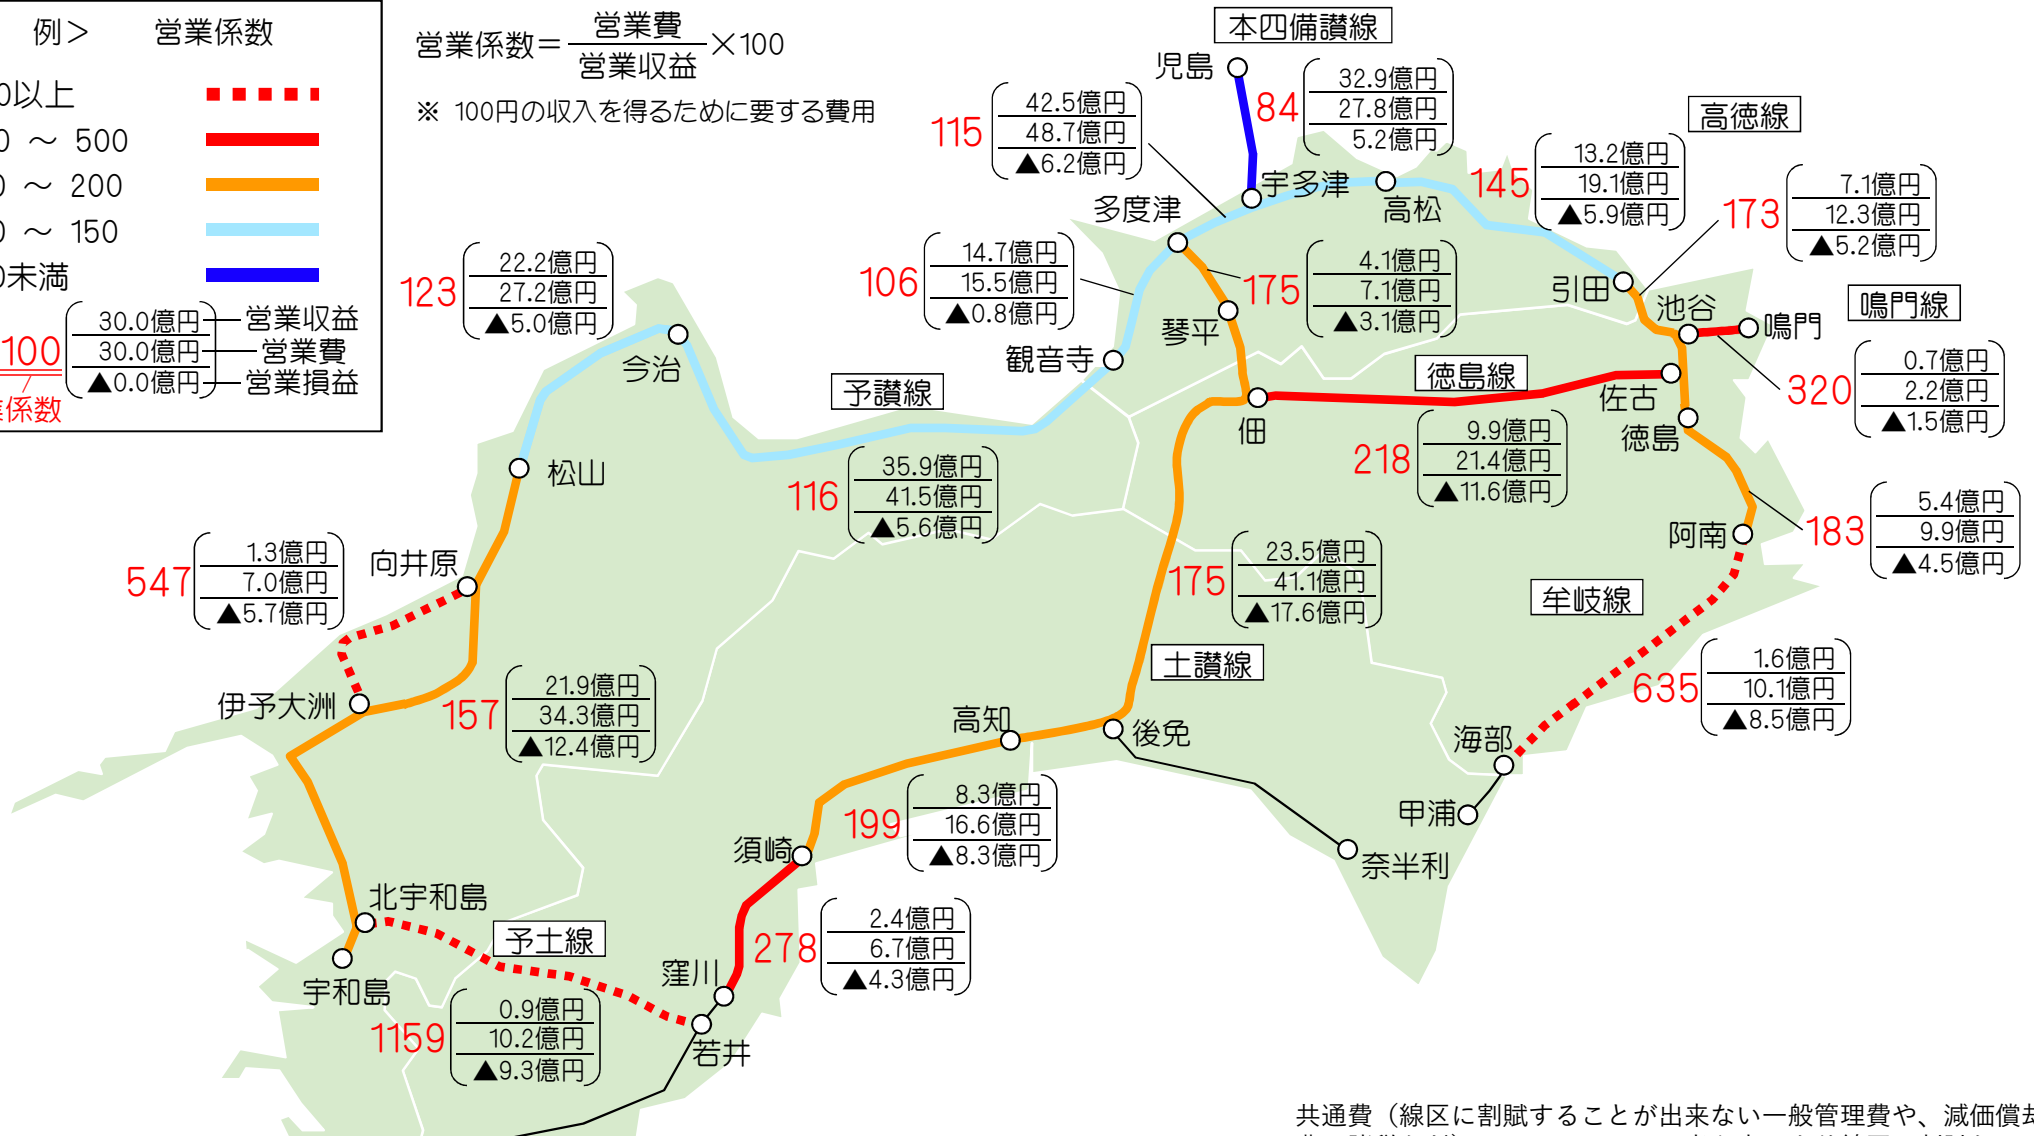 例＞ 営業係数
0以上
0 ～ 500
0 ～ 200
0 ～ 150
0未満
100
30.0億円 営業収益
30.0億円 営業費
▲0.0億円 営業損益
係数
営業係数＝営業費/営業収益×100
※ 100円の収入を得るために要する費用
本四備讃線
児島
84
32.9億円
27.8億円
5.2億円
115
42.5億円
48.7億円
▲6.2億円
高徳線
145
13.2億円
19.1億円
▲5.9億円
173
7.1億円
12.3億円
▲5.2億円
宇多津
多度津
高松
123
22.2億円
27.2億円
▲5.0億円
106
14.7億円
15.5億円
▲0.8億円
175
4.1億円
7.1億円
▲3.1億円
引田
池谷
鳴門線
鳴門
琴平
観音寺
今治
予讃線
徳島線
320
0.7億円
2.2億円
▲1.5億円
佐古
佃
徳島
218
9.9億円
21.4億円
▲11.6億円
松山
116
35.9億円
41.5億円
▲5.6億円
183
5.4億円
9.9億円
▲4.5億円
阿南
547
1.3億円
7.0億円
▲5.7億円
向井原
175
23.5億円
41.1億円
▲17.6億円
牟岐線
土讃線
635
1.6億円
10.1億円
▲8.5億円
伊予大洲
157
21.9億円
34.3億円
▲12.4億円
高知
後免
海部
甲浦
199
8.3億円
16.6億円
▲8.3億円
須崎
奈半利
北宇和島
予土線
278
2.4億円
6.7億円
▲4.3億円
窪川
宇和島
1159
0.9億円
10.2億円
▲9.3億円
若井
共通費（線区に割賦することが出来ない一般管理費や、減価償却